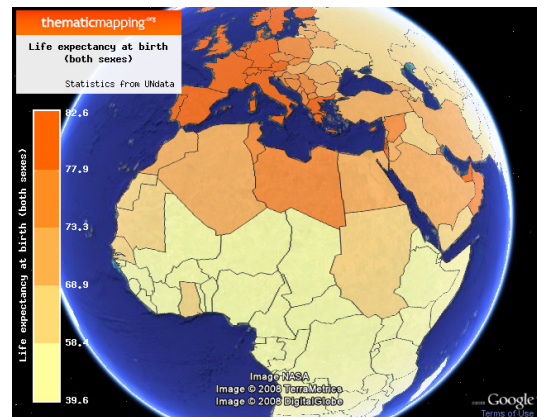 thematicmapping.org
Life expectancy at birth
(both sexes)
Statistics from UNdata
Life expectancy at birth (both sexes)
82.6
77.9
73.3
68.9
58.4
39.6
Image NASA
Image © 2008 TerraMetrics
Image © 2008 DigitalGlobe
Google
Terms of Use